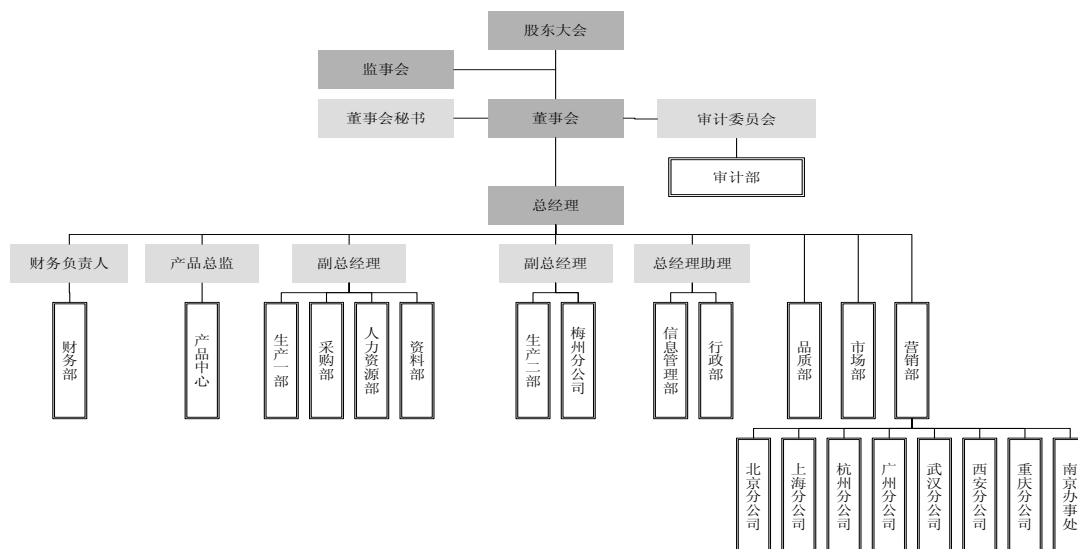 股东大会
监事会
董事会秘书
董事会
审计委员会
审计部
总经理
财务负责人
产品总监
副总经理
副总经理
总经理助理
财务部
产品中心
生产一部
采购部
人力资源部
资料部
生产二部
梅州分公司
信息管理部
行政部
品质部
市场部
营销部
北京分公司
上海分公司
杭州分公司
广州分公司
武汉分公司
西安分公司
重庆分公司
南京办事处